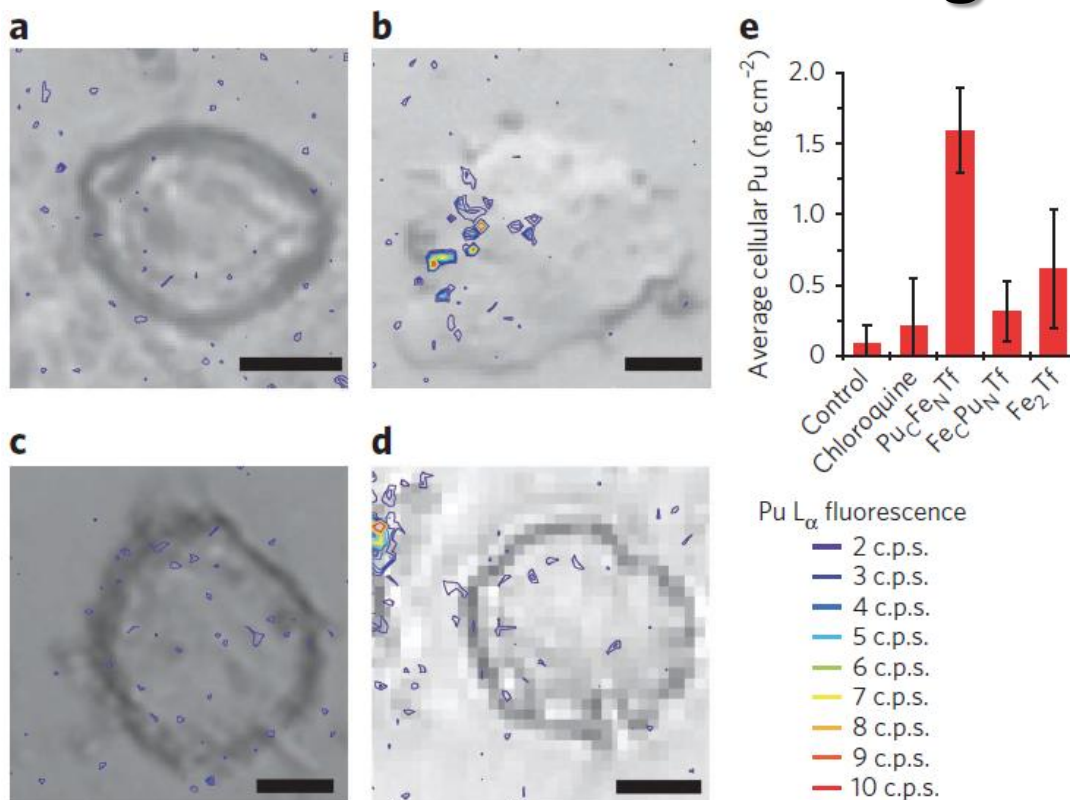 a
b
e
Average cellular Pu (ng cm⁻²)
2.0
1.5
1.0
0.5
0
Control
Chloroquine
Pu_CFe_NTf
Fe_CPu_NTf
Fe₂Tf
c
d
Pu L_α fluorescence
2 c.p.s.
3 c.p.s.
4 c.p.s.
5 c.p.s.
6 c.p.s.
7 c.p.s.
8 c.p.s.
9 c.p.s.
10 c.p.s.